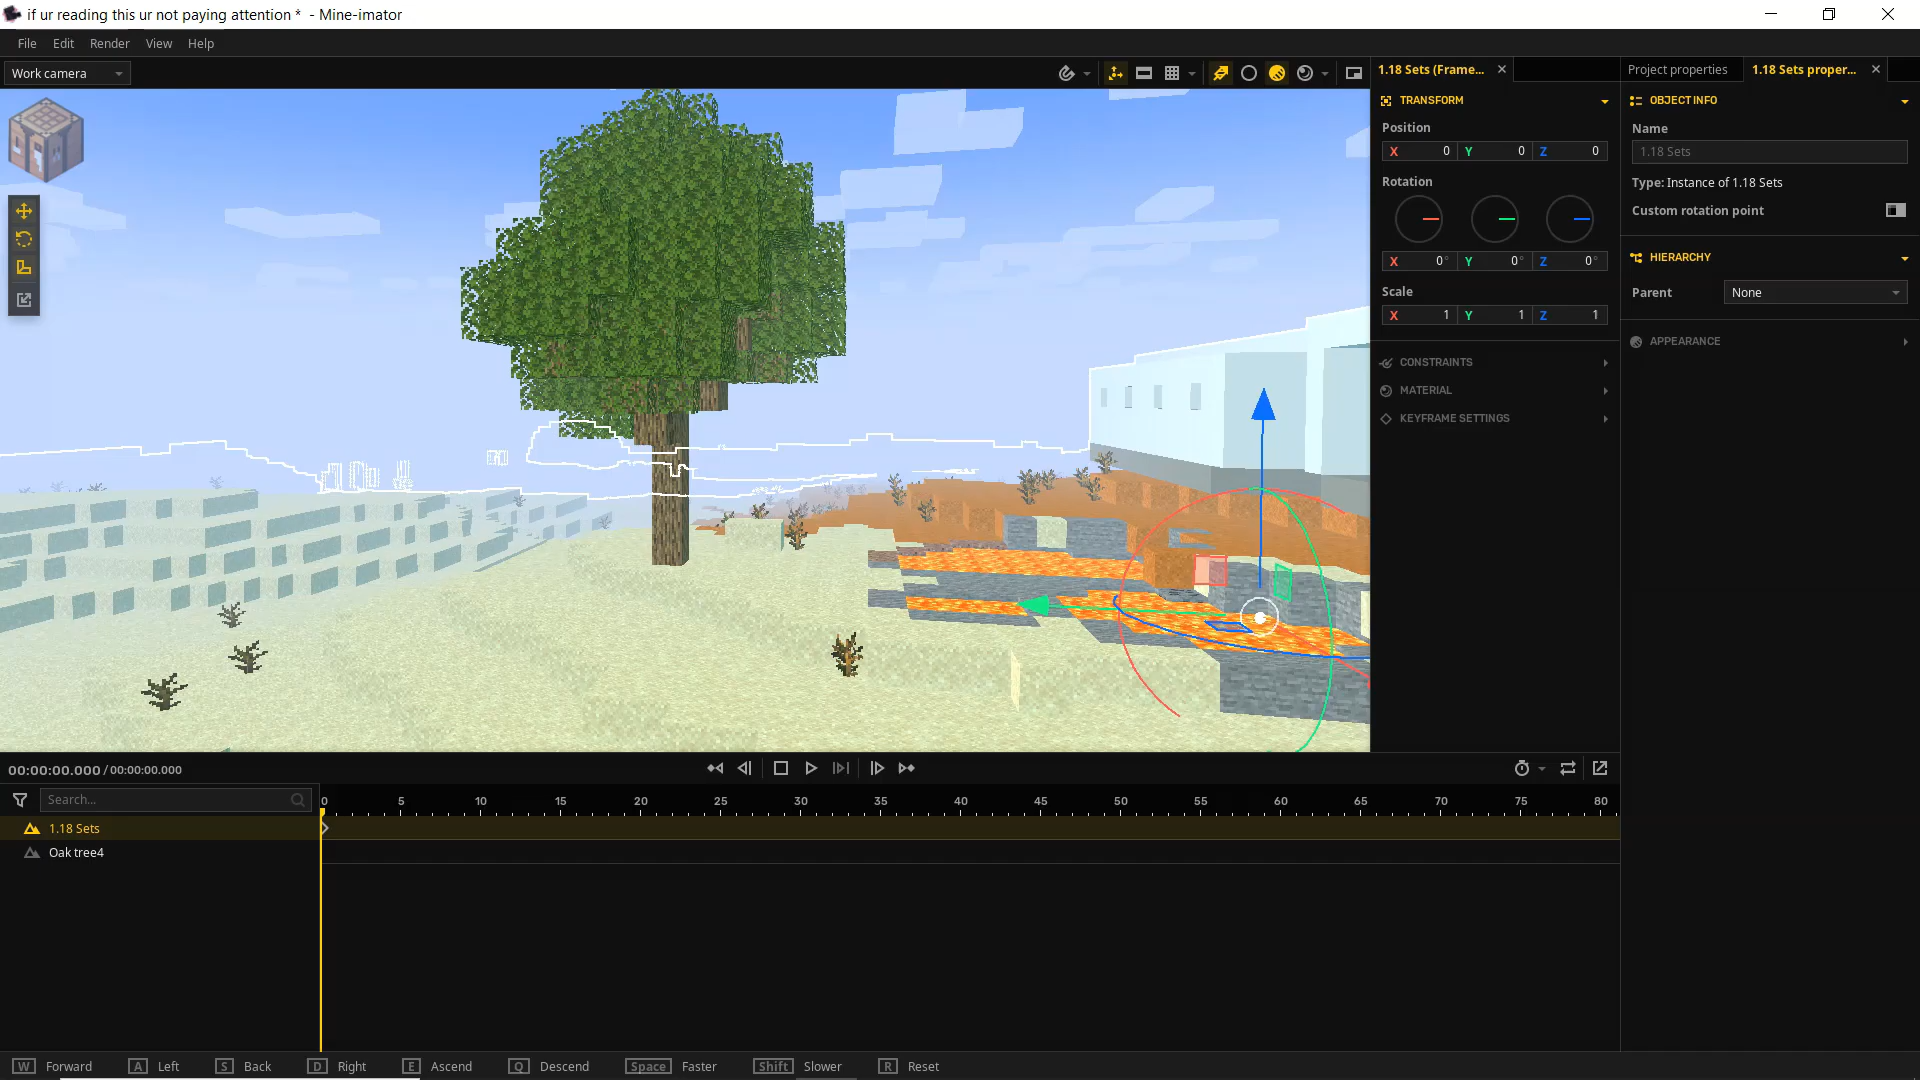 if ur reading this ur not paying attention * - Mine-imator
File Edit Render View Help
Work camera
1.18 Sets (Frame...
Project properties
1.18 Sets proper...
TRANSFORM
Position
X 0 Y 0 Z 0
Rotation
X 0° Y 0° Z 0°
Scale
X 1 Y 1 Z 1
CONSTRAINTS
MATERIAL
KEYFRAME SETTINGS
OBJECT INFO
Name
1.18 Sets
Type: Instance of 1.18 Sets
Custom rotation point
HIERARCHY
Parent None
APPEARANCE
00:00:00.000 / 00:00:00.000
Search...
0 5 10 15 20 25 30 35 40 45 50 55 60 65 70 75 80
1.18 Sets
Oak tree4
W Forward A Left S Back D Right E Ascend Q Descend Space Faster Shift Slower R Reset